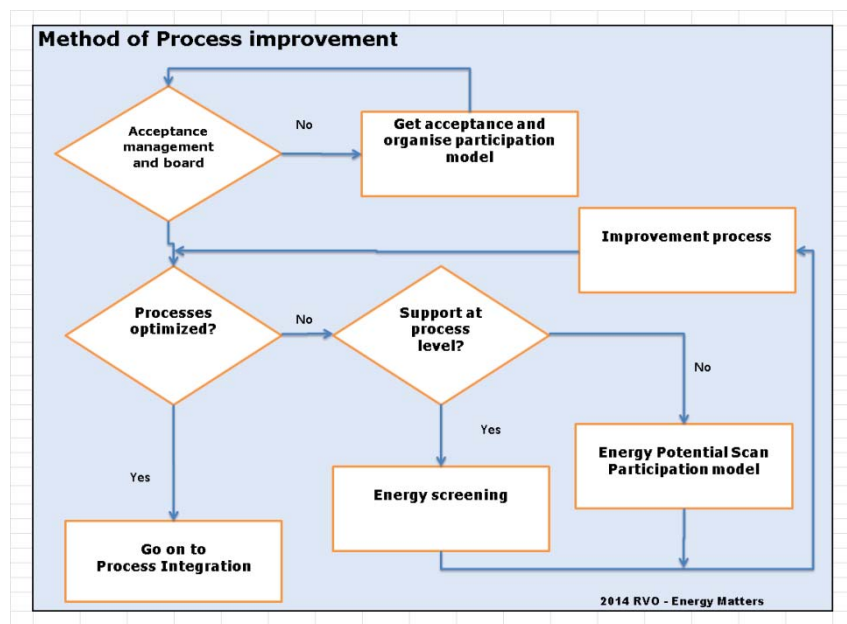 Method of Process improvement
Acceptance
management
and board
No
Get acceptance and
organise participation
model
Improvement process
Processes
optimized?
No
Support at
process
level?
No
Yes
Energy Potential Scan
Participation model
Yes
Energy screening
Go on to
Process Integration
2014 RVO - Energy Matters